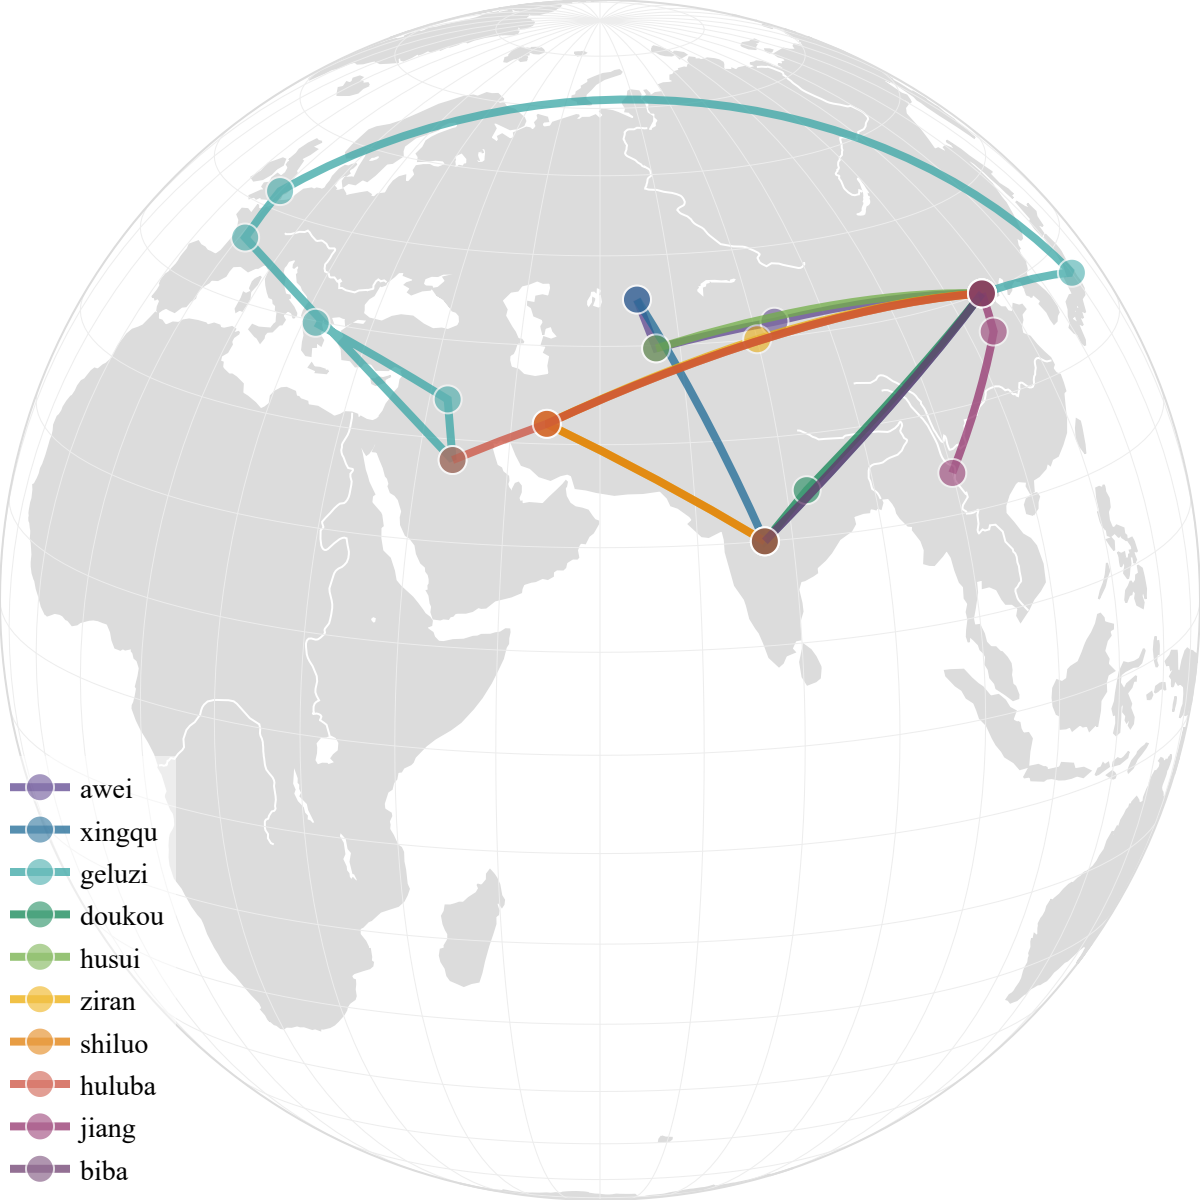 awei
xingqu
geluzi
doukou
husui
ziran
shiluo
huluba
jiang
biba